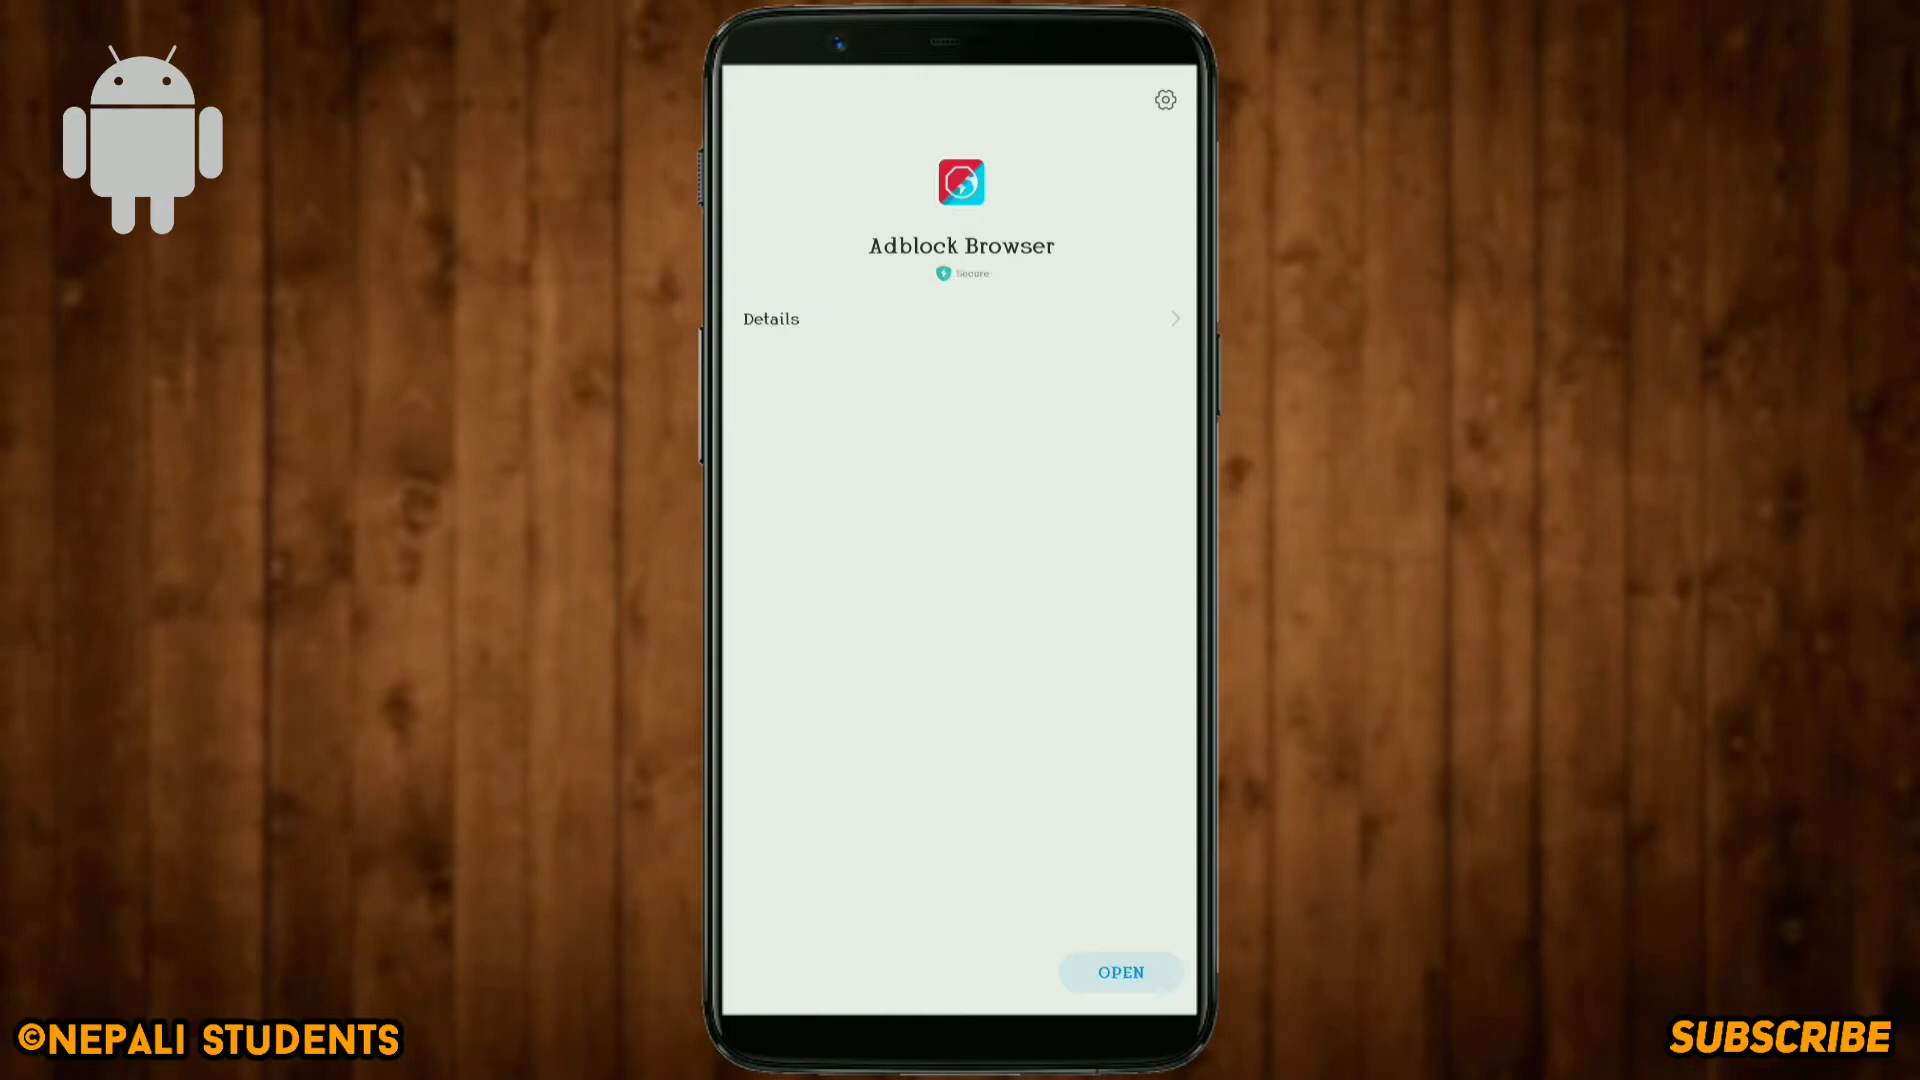 Adblock Browser
Secure
Details
OPEN
©NEPALI STUDENTS
SUBSCRIBE